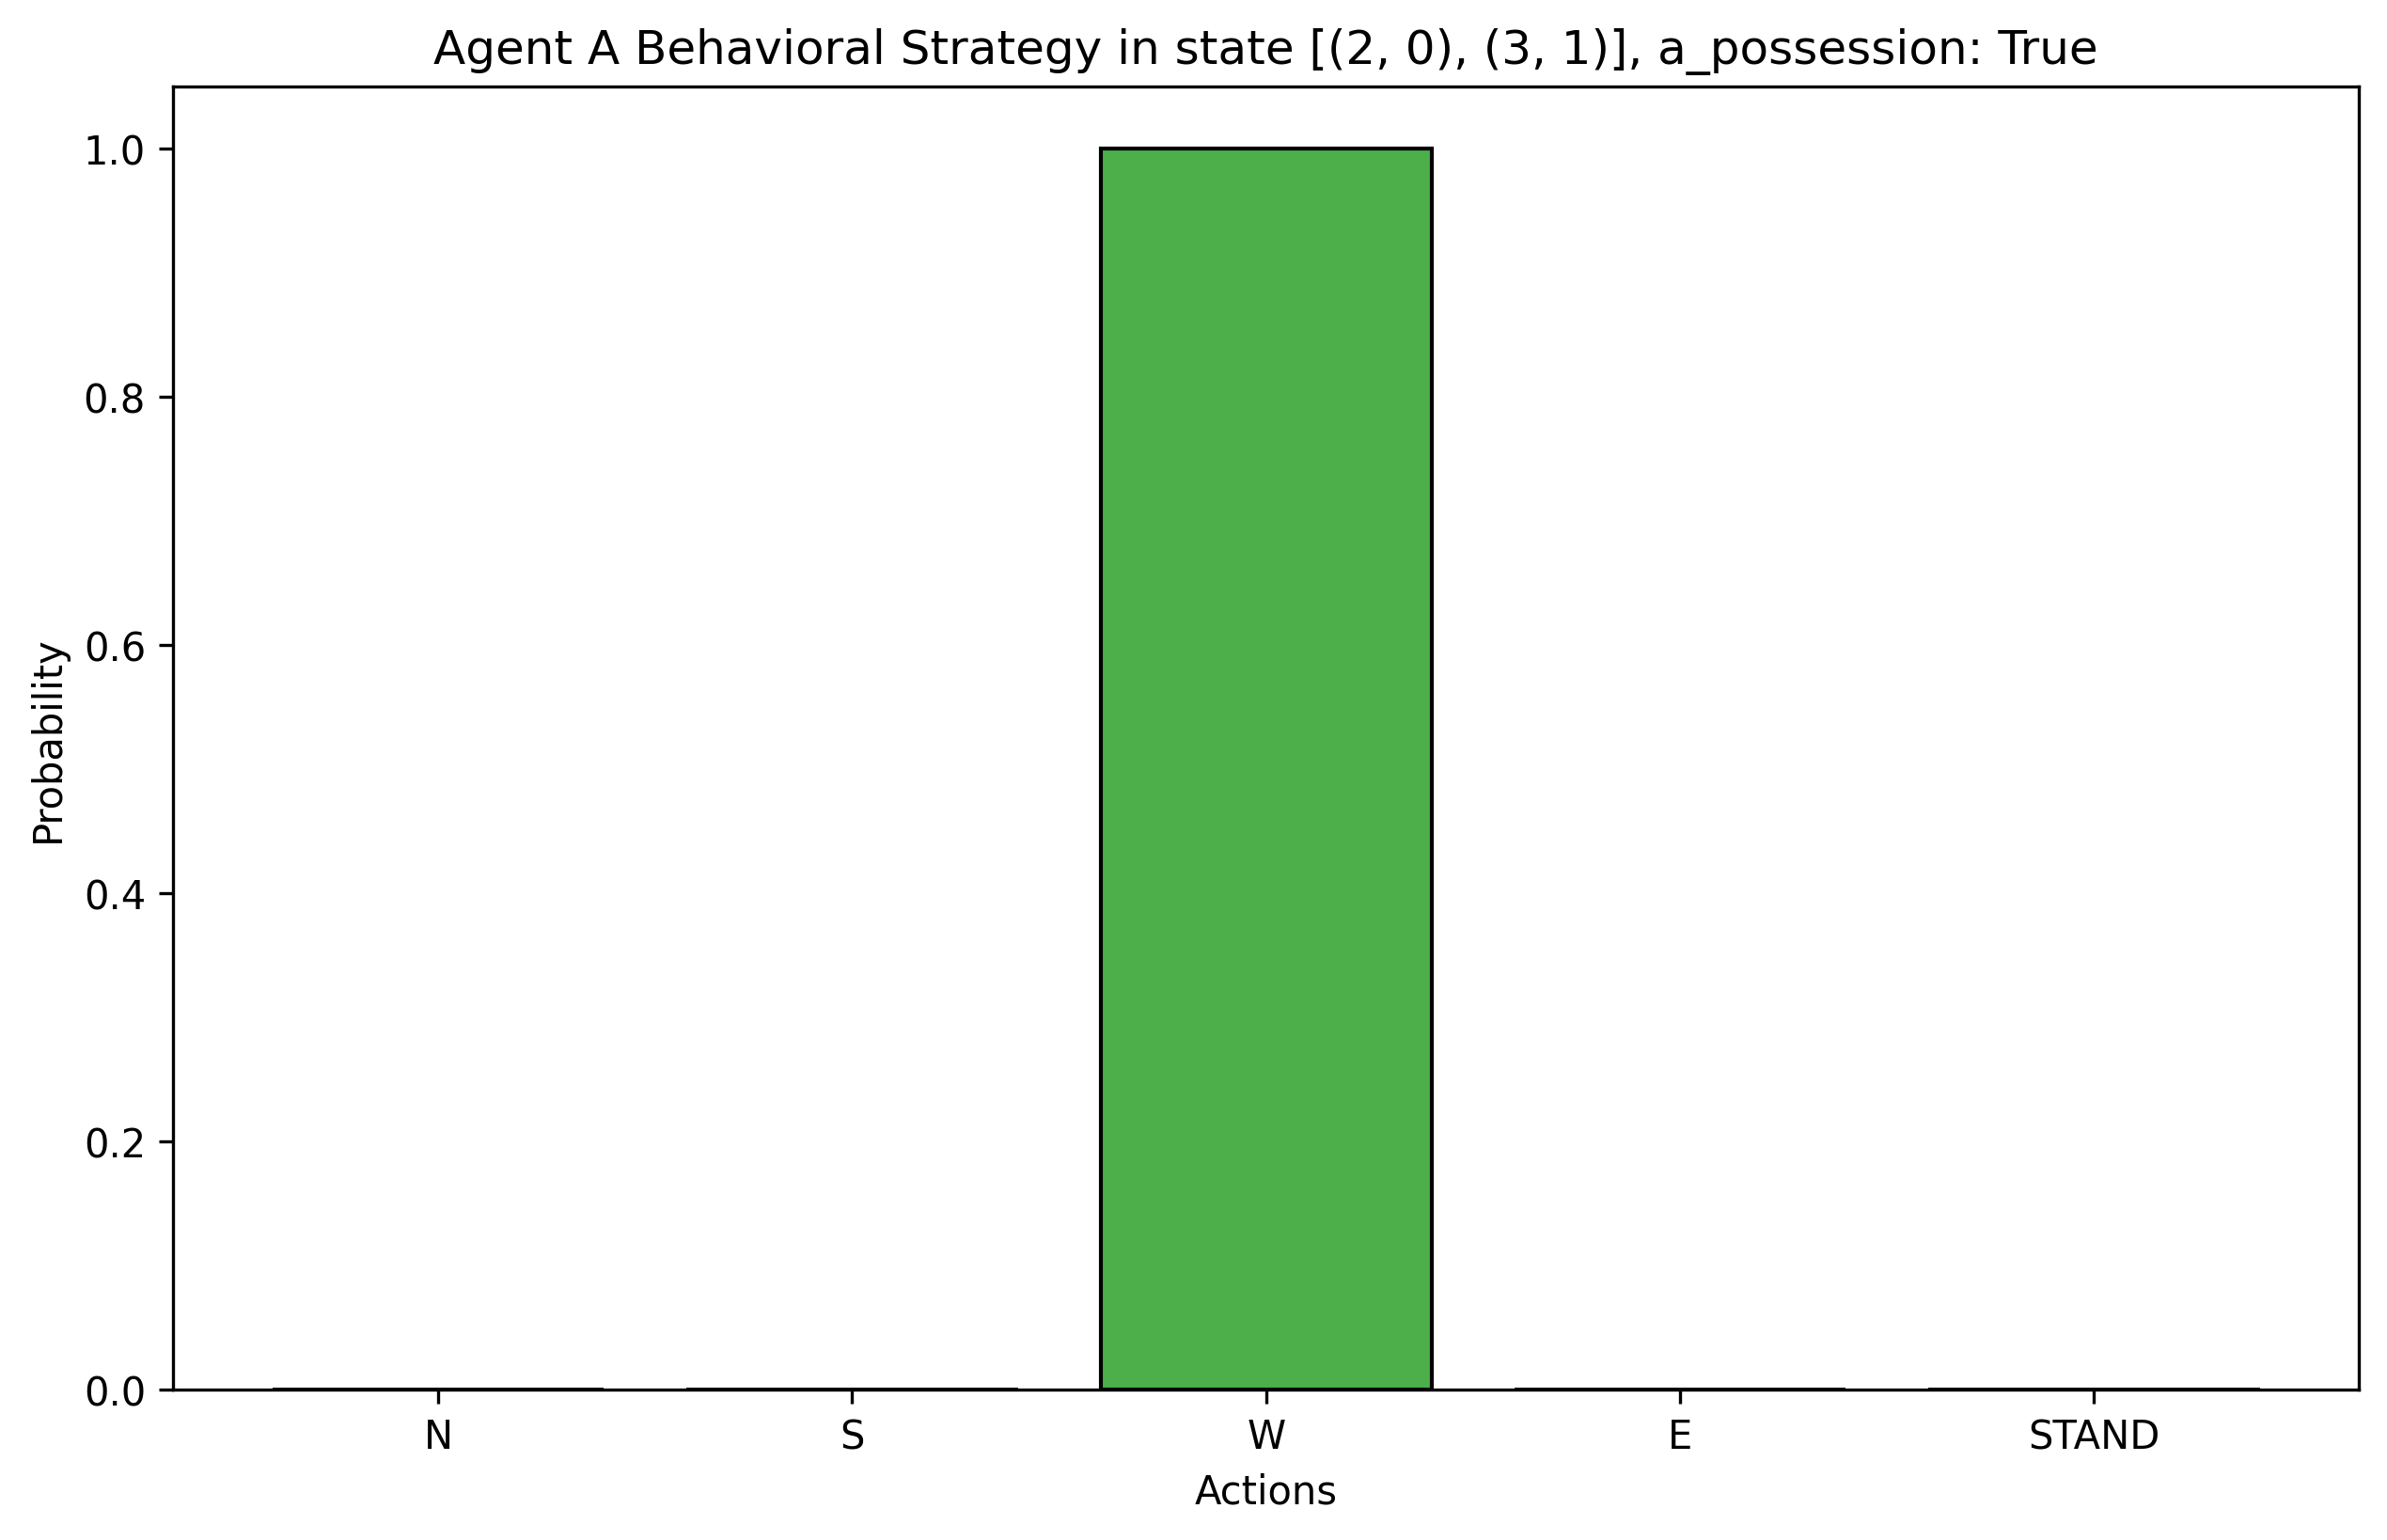 Agent A Behavioral Strategy in state [(2, 0), (3, 1)], a_possession: True
1.0
0.8
0.6
0.4
0.2
0.0
Probability
N S W E STAND
Actions